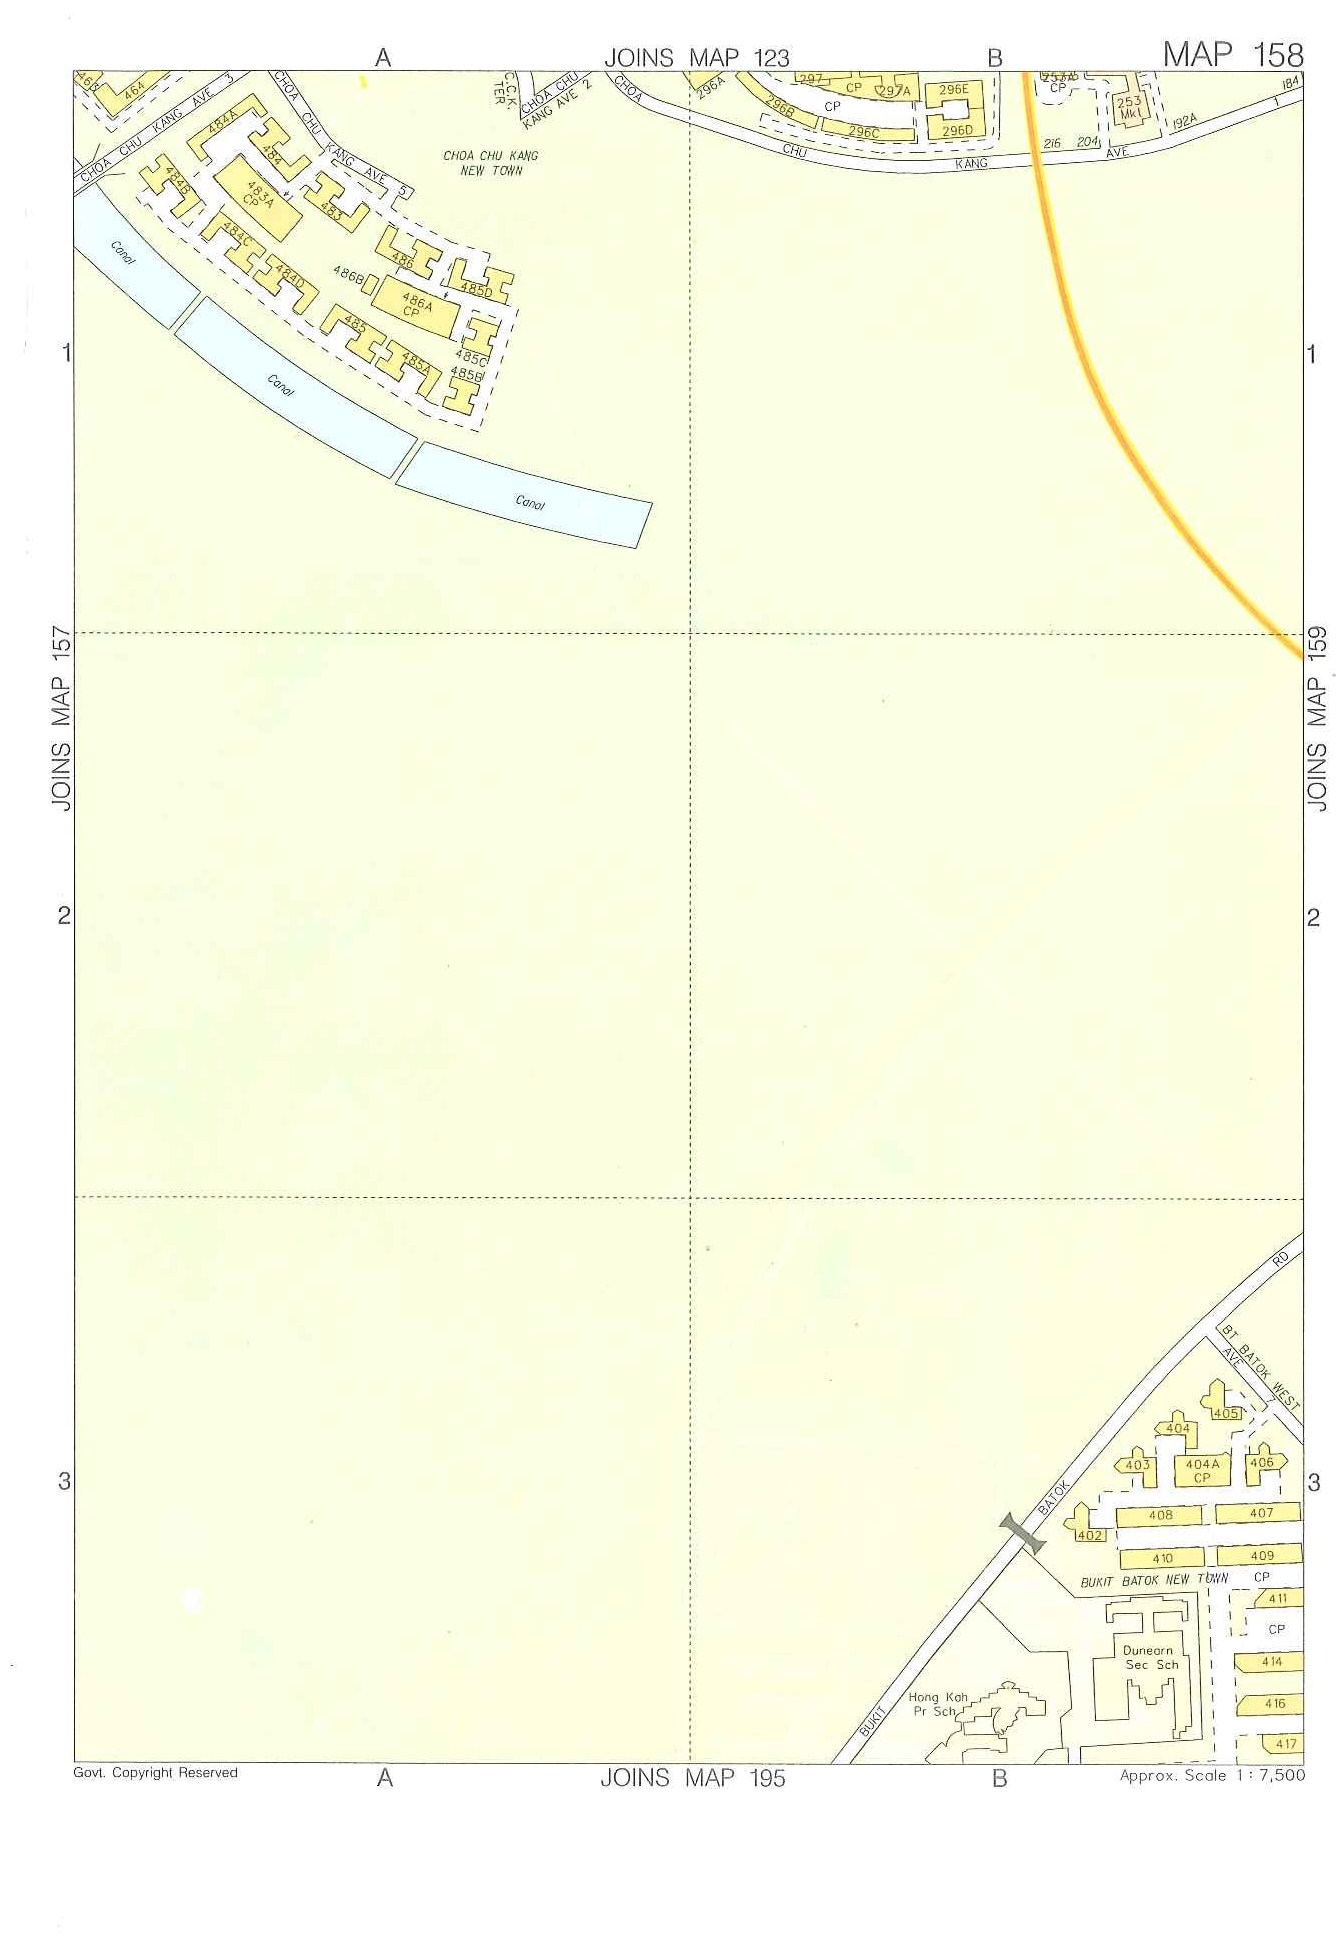 A
JOINS MAP 123
B
MAP 158
463
464
CHOA CHU KANG AVE 3
CHOA CHU KANG AVE 5
C.C.K. TER
CHOA CHU
KANG AVE 2
CHOA CHU KANG AVE 1
296A
296B
297
CP
297A
CP
296C
296E
296D
253A
CP
253
Mkt
216
204
192A
184
CHOA CHU KANG
NEW TOWN
484A
484
484B
483A
CP
483
484C
484D
486
486B
486A
CP
485D
485
485A
485C
485B
Canal
Canal
Canal
1
1
JOINS MAP 157
JOINS MAP 159
2
2
3
3
BUKIT BATOK RD
BT BATOK WEST
AVE 7
405
404
403
404A
CP
406
402
408
407
410
409
BUKIT BATOK NEW TOWN
CP
411
CP
414
416
417
Dunearn
Sec Sch
Hong Kah
Pr Sch
Govt. Copyright Reserved
A
JOINS MAP 195
B
Approx. Scale 1 : 7,500